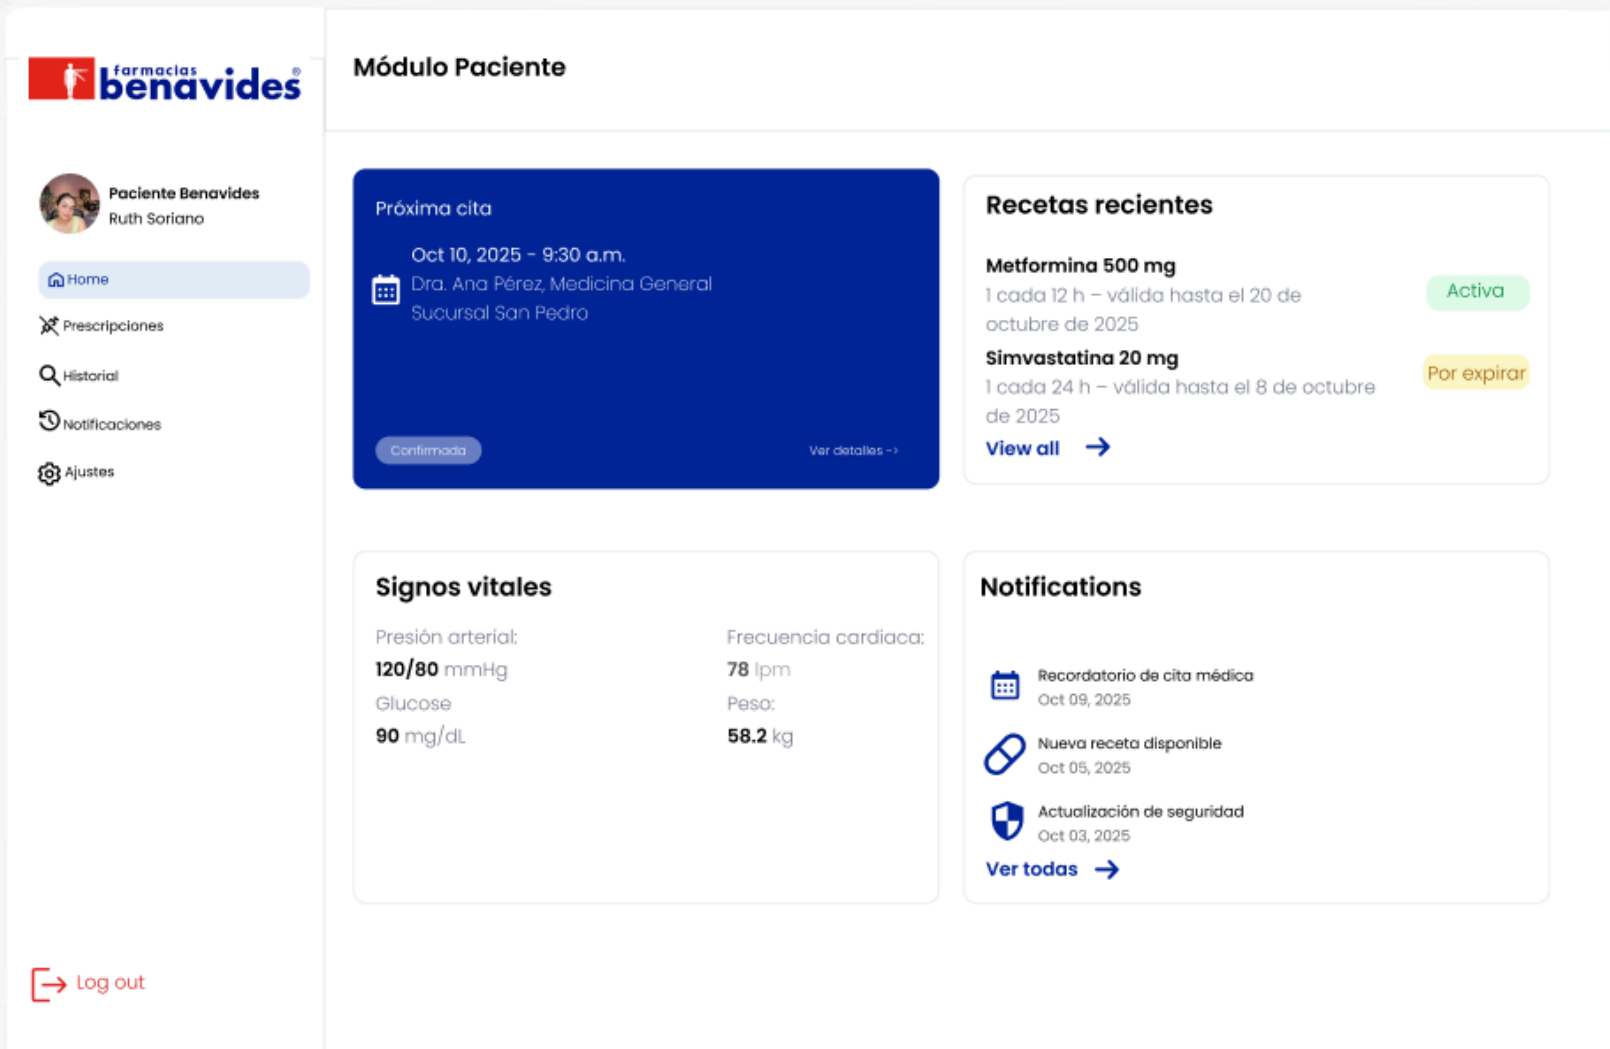 farmacias
benavides®
Paciente Benavides
Ruth Soriano
Home
Prescripciones
Historial
Notificaciones
Ajustes
Log out
Módulo Paciente
Próxima cita
Oct 10, 2025 - 9:30 a.m.
Dra. Ana Pérez, Medicina General
Sucursal San Pedro
Confirmada
Ver detalles ->
Recetas recientes
Metformina 500 mg
1 cada 12 h – válida hasta el 20 de
octubre de 2025
Activa
Simvastatina 20 mg
1 cada 24 h – válida hasta el 8 de octubre
de 2025
Por expirar
View all
Signos vitales
Presión arterial:
120/80 mmHg
Frecuencia cardiaca:
78 lpm
Glucose
90 mg/dL
Peso:
58.2 kg
Notifications
Recordatorio de cita médica
Oct 09, 2025
Nueva receta disponible
Oct 05, 2025
Actualización de seguridad
Oct 03, 2025
Ver todas